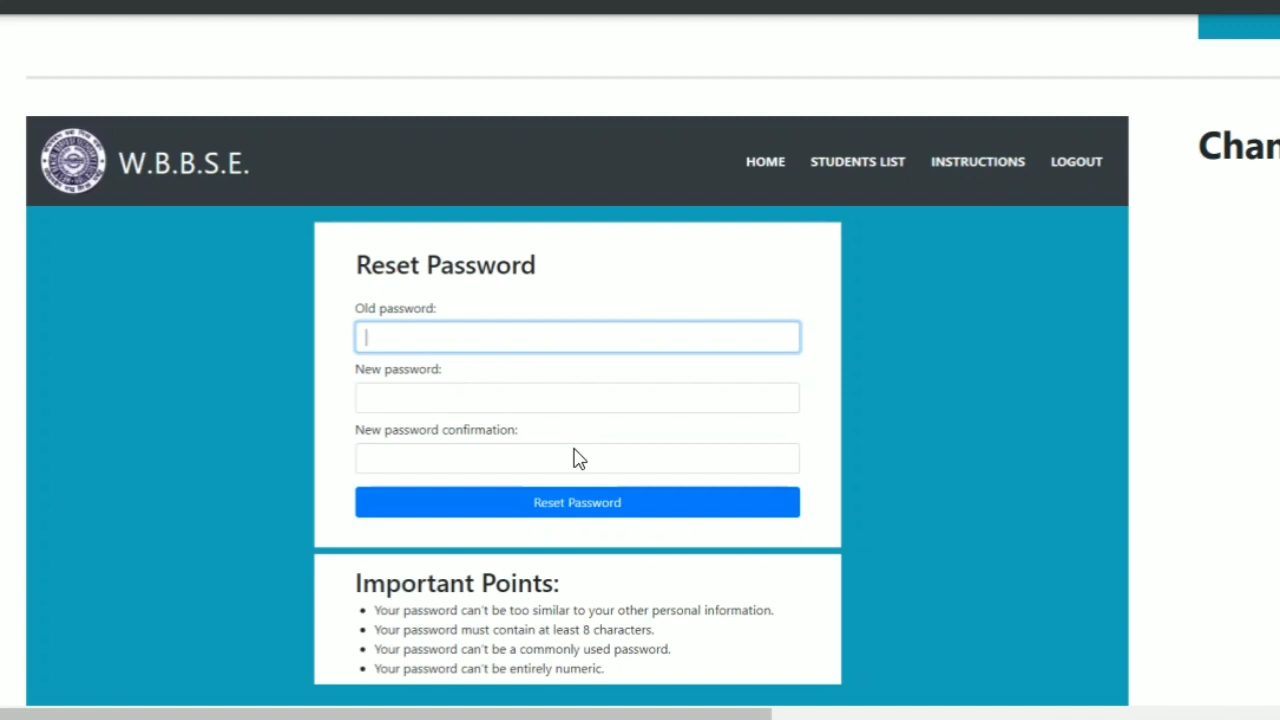 Chan
W.B.B.S.E.
HOME STUDENTS LIST INSTRUCTIONS LOGOUT
Reset Password
Old password:
New password:
New password confirmation:
Reset Password
Important Points:
Your password can't be too similar to your other personal information.
Your password must contain at least 8 characters.
Your password can't be a commonly used password.
Your password can't be entirely numeric.